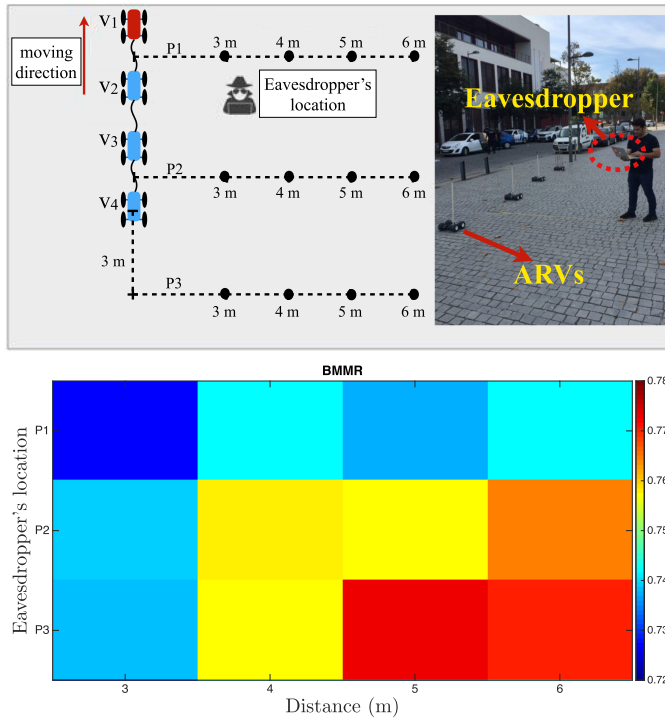 V1
moving
direction
P1
3 m
4 m
5 m
6 m
V2
Eavesdropper's
location
V3
P2
3 m
4 m
5 m
6 m
V4
3 m
P3
3 m
4 m
5 m
6 m
Eavesdropper
ARVs
BMMR
P1
P2
P3
Eavesdropper's location
3
4
5
6
Distance (m)
0.78
0.77
0.76
0.75
0.74
0.73
0.72